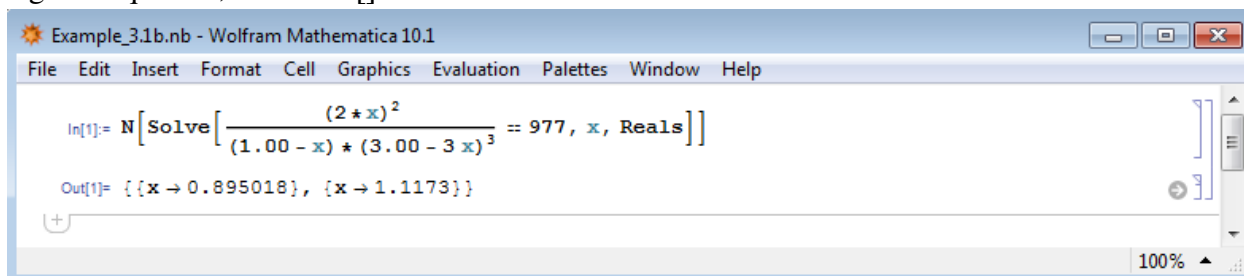 Example_3.1b.nb - Wolfram Mathematica 10.1
File Edit Insert Format Cell Graphics Evaluation Palettes Window Help
In[1]:= N[Solve[(2 * x)^2 / ((1.00 - x) * (3.00 - 3 x)^3) == 977, x, Reals]]
Out[1]= {{x → 0.895018}, {x → 1.1173}}
100%